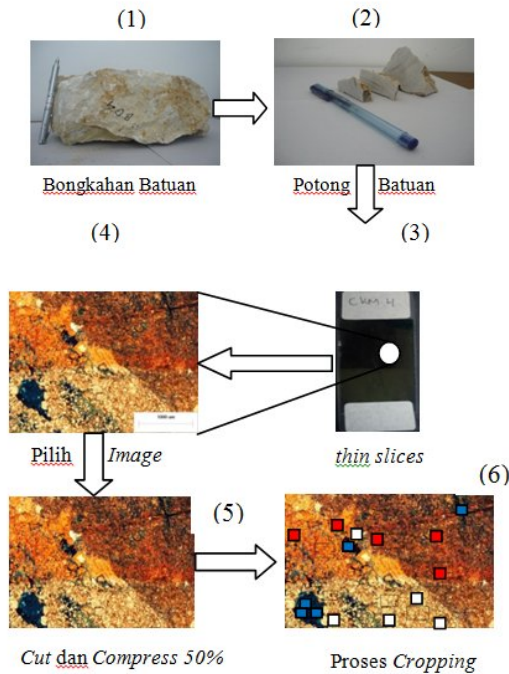 (1)
(2)
Bongkahan Batuan
Potong Batuan
(4)
(3)
Pilih Image
thin slices
(5)
(6)
Cut dan Compress 50%
Proses Cropping